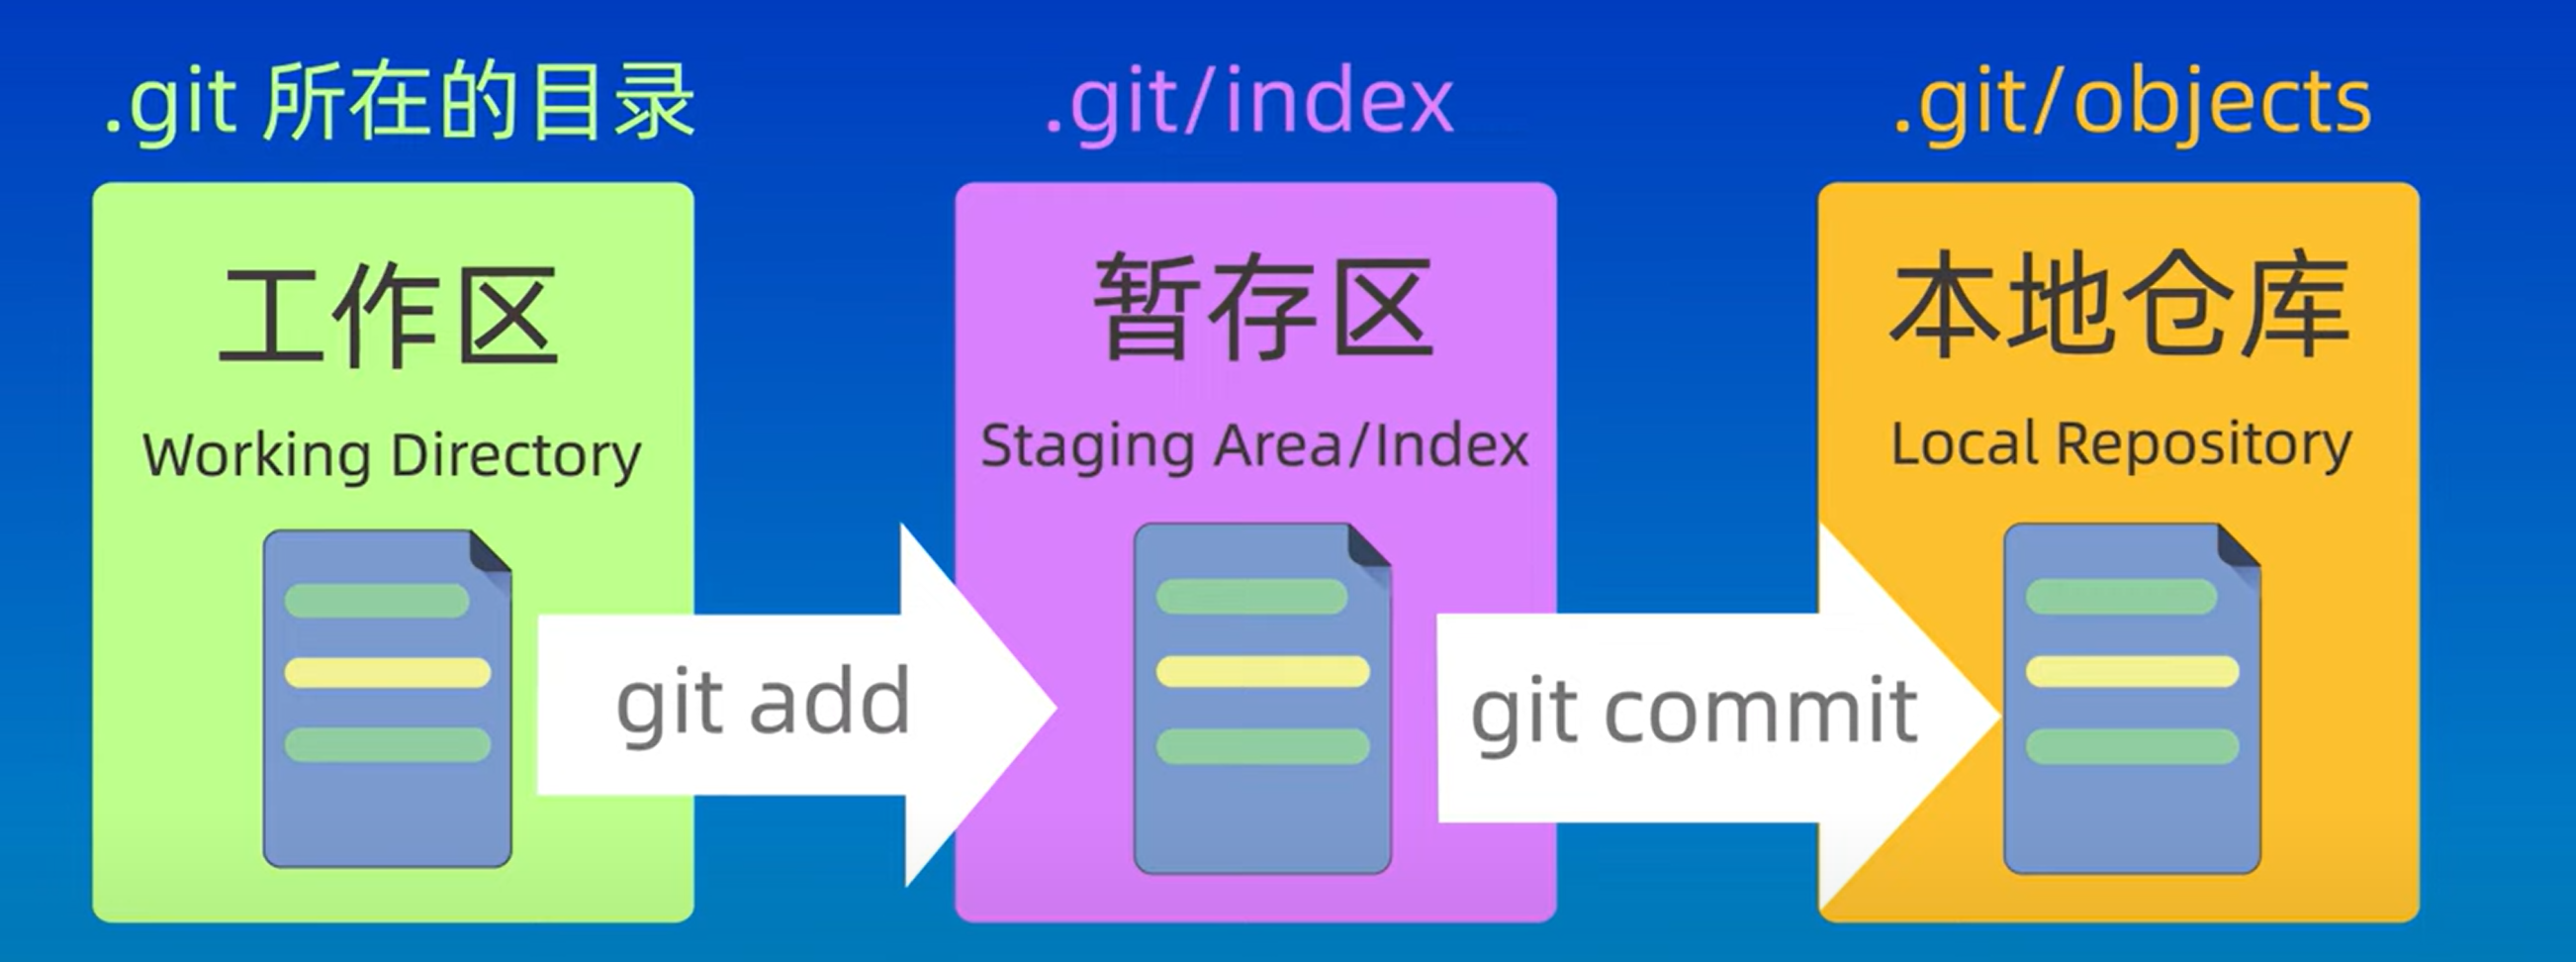 .git 所在的目录
.git/index
.git/objects
工作区
暂存区
本地仓库
Working Directory
Staging Area/Index
Local Repository
git add
git commit